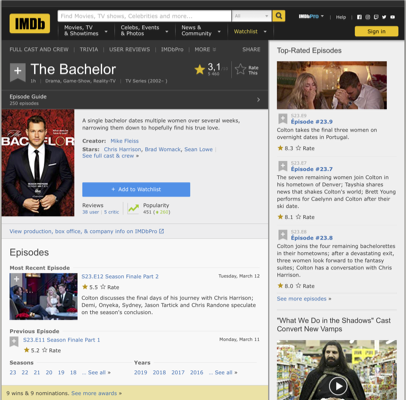 IMDb
Find Movies, TV shows, Celebrities and more...
All
IMDbPro
Help
Movies, TV & Showtimes
Celebs, Events & Photos
News & Community
Watchlist
Sign in
FULL CAST AND CREW | TRIVIA | USER REVIEWS | IMDbPro | MORE
SHARE
The Bachelor
TV Series (2002– )
Drama, Game-Show, Reality-TV
3,1
Rate This
Episode Guide
250 episodes
BACHELOR
A single bachelor dates multiple women over several weeks, narrowing them down to hopefully find his true love.
Creator: Mike Fleiss
Stars: Chris Harrison, Brad Womack, Sean Lowe |
See full cast & crew »
+ Add to Watchlist
Reviews
38 user | 5 critic
Popularity
451
View production, box office, & company info on IMDbPro
Episodes
Most Recent Episode
S23.E12 Season Finale Part 2
Tuesday, March 12
5.5 Rate
Colton discusses the final days of his journey with Chris Harrison; Demi, Onyeka, Sydney, Jason Tartick and Chris Randone speculate on the season's conclusion.
Previous Episode
S23.E11 Season Finale Part 1
Monday, March 11
5.2 Rate
Seasons
23 22 21 20 19 18 ... See all »
Years
2019 2018 2017 2016 ... See all »
9 wins & 9 nominations. See more awards »
Top-Rated Episodes
S23.E9
Episode #23.9
Colton takes the final three women on overnight dates in Portugal.
8.3 Rate
S23.E7
Episode #23.7
The seven remaining women join Colton in his hometown of Denver; Tayshia shares news that shakes Colton's world; Brett Young performs for Caelynn and Colton after their ski date.
8.1 Rate
S23.E8
Episode #23.8
Colton joins the four remaining bachelorettes in their hometowns; after a devastating exit, three women look forward to the fantasy suites; Colton has a conversation with Chris Harrison.
8.0 Rate
See more episodes »
"What We Do in the Shadows" Cast Convert New Vamps